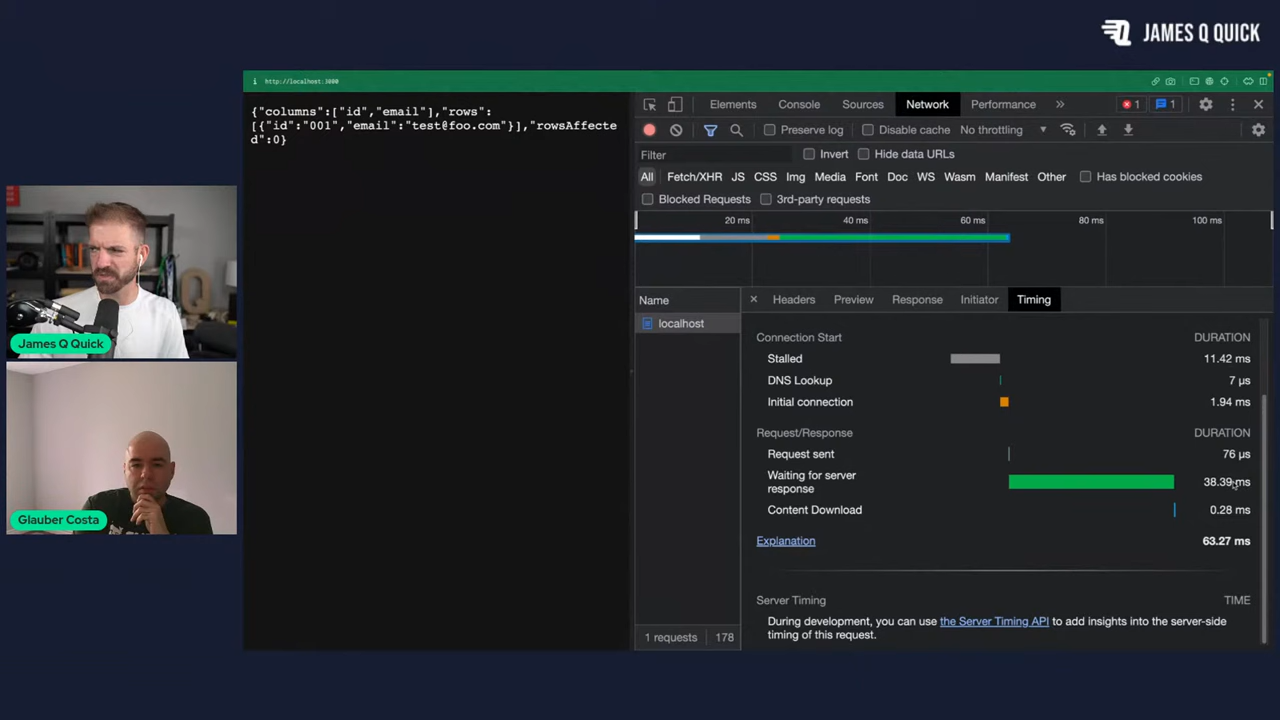 JAMES Q QUICK
http://localhost:3000
{"columns":["id","email"],"rows":
[{"id":"001","email":"test@foo.com"}],"rowsAffecte
d":0}
Elements Console Sources Network Performance » 1 1
Preserve log Disable cache No throttling
Filter Invert Hide data URLs
All Fetch/XHR JS CSS Img Media Font Doc WS Wasm Manifest Other Has blocked cookies
Blocked Requests 3rd-party requests
20 ms 40 ms 60 ms 80 ms 100 ms
Name Headers Preview Response Initiator Timing
localhost
Connection Start DURATION
Stalled 11.42 ms
DNS Lookup 7 μs
Initial connection 1.94 ms
Request/Response DURATION
Request sent 76 μs
Waiting for server
response 38.39 ms
Content Download 0.28 ms
Explanation 63.27 ms
Server Timing TIME
During development, you can use the Server Timing API to add insights into the server-side
timing of this request.
1 requests 178
James Q Quick
Glauber Costa